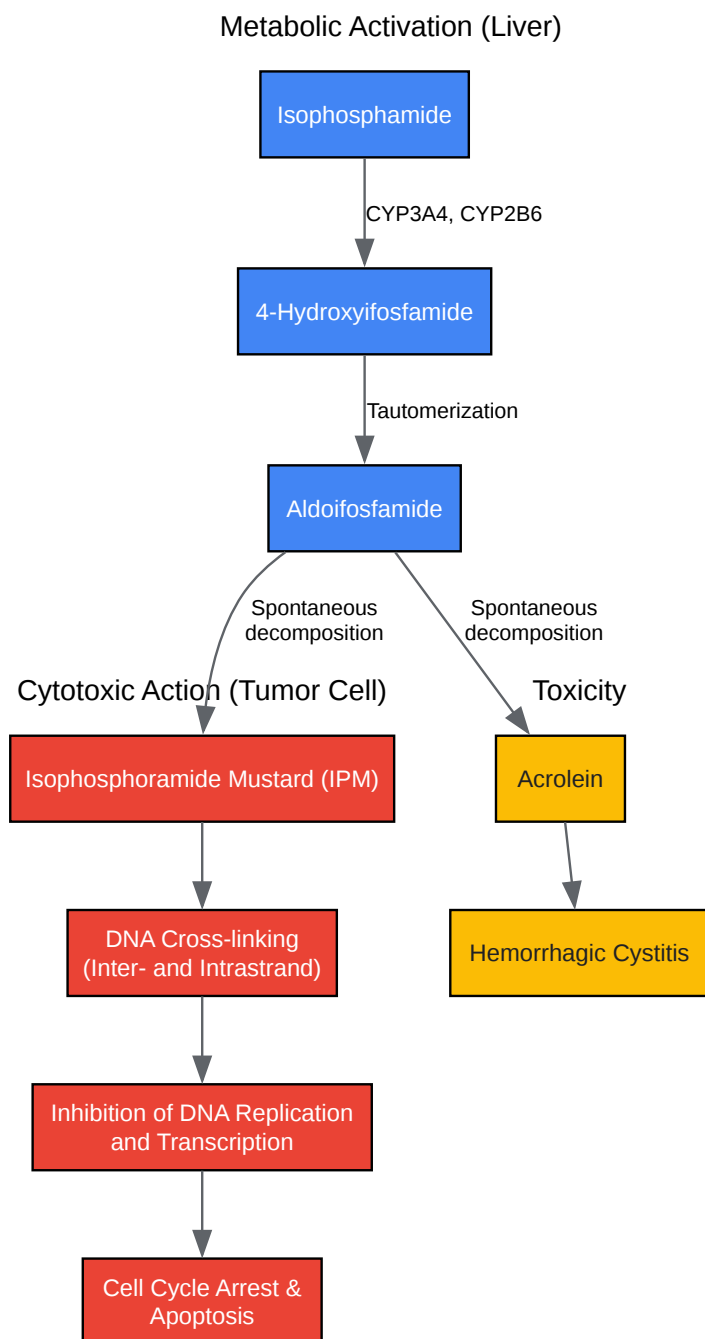 Metabolic Activation (Liver)
Isophosphamide
CYP3A4, CYP2B6
4-Hydroxyifosfamide
Tautomerization
Aldoifosfamide
Spontaneous
decomposition
Spontaneous
decomposition
Cytotoxic Action (Tumor Cell)
Toxicity
Isophosphoramide Mustard (IPM)
Acrolein
DNA Cross-linking
(Inter- and Intrastrand)
Hemorrhagic Cystitis
Inhibition of DNA Replication
and Transcription
Cell Cycle Arrest &
Apoptosis